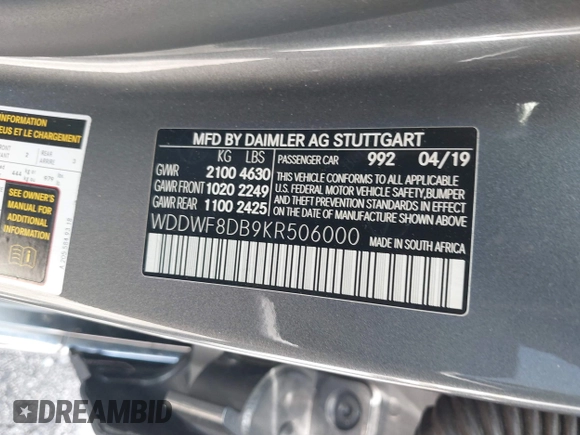 INFORMATION
EUS ET LE CHARGEMENT
SEE OWNER'S
MANUAL FOR
ADDITIONAL
INFORMATION
MFD BY DAIMLER AG STUTTGART
KG LBS
GVWR 2100 4630
GAWR FRONT 1020 2249
GAWR REAR 1100 2425
PASSENGER CAR 992 04/19
THIS VEHICLE CONFORMS TO ALL APPLICABLE
U.S. FEDERAL MOTOR VEHICLE SAFETY, BUMPER
AND THEFT PREVENTION STANDARDS IN EFFECT
ON THE DATE OF MANUFACTURE SHOWN ABOVE.
WDDWF8DB9KR506000
MADE IN SOUTH AFRICA
DREAMBID